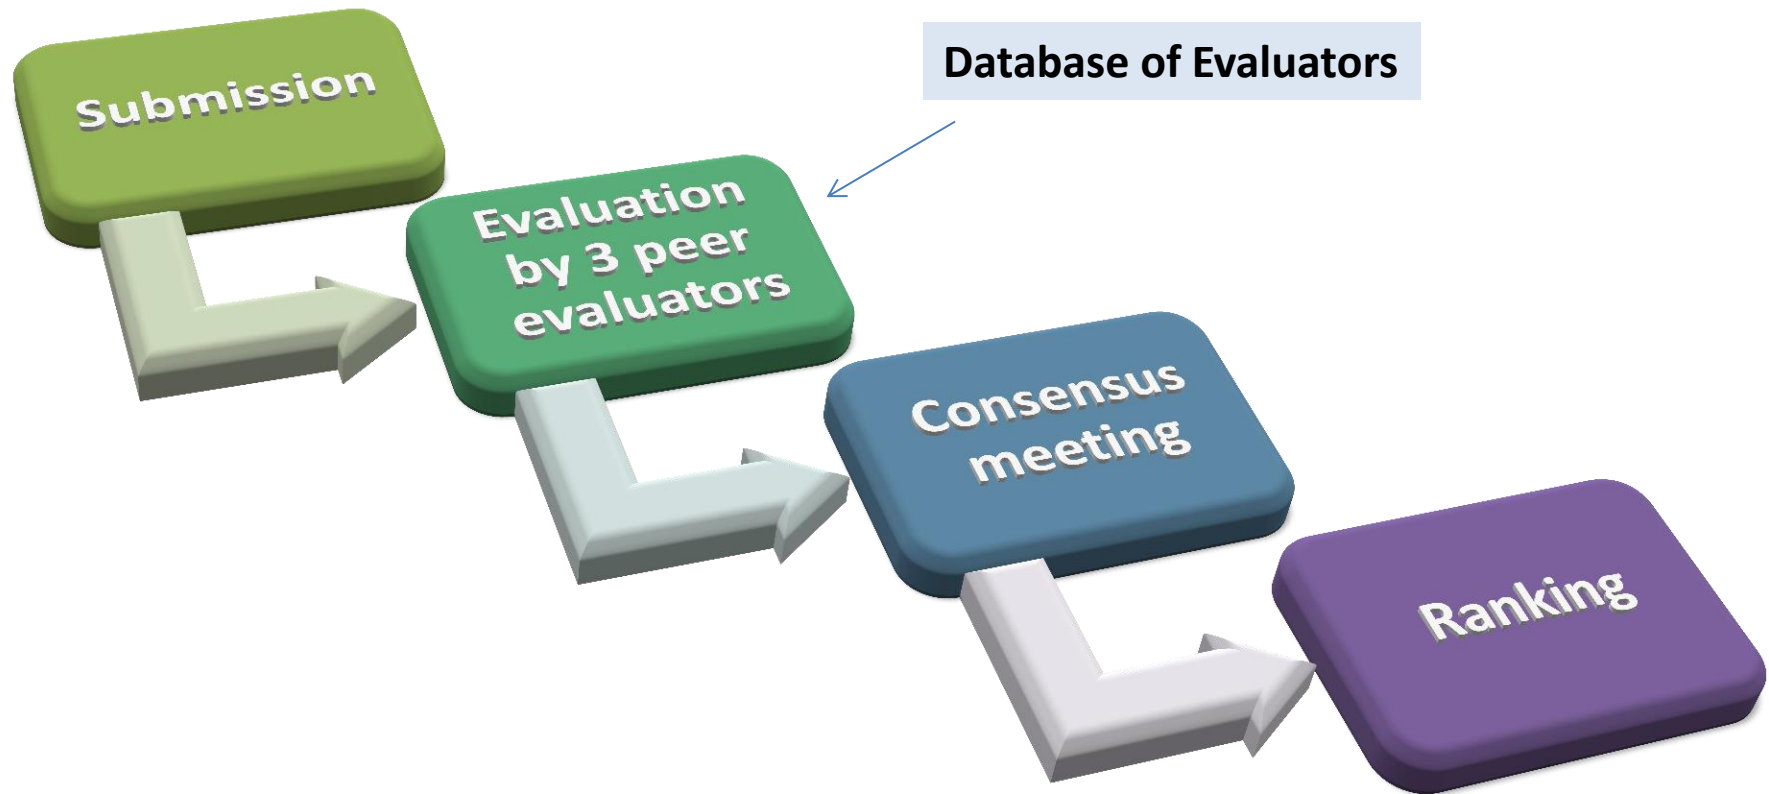 Submission
Database of Evaluators
Evaluation
by 3 peer
evaluators
Consensus
meeting
Ranking